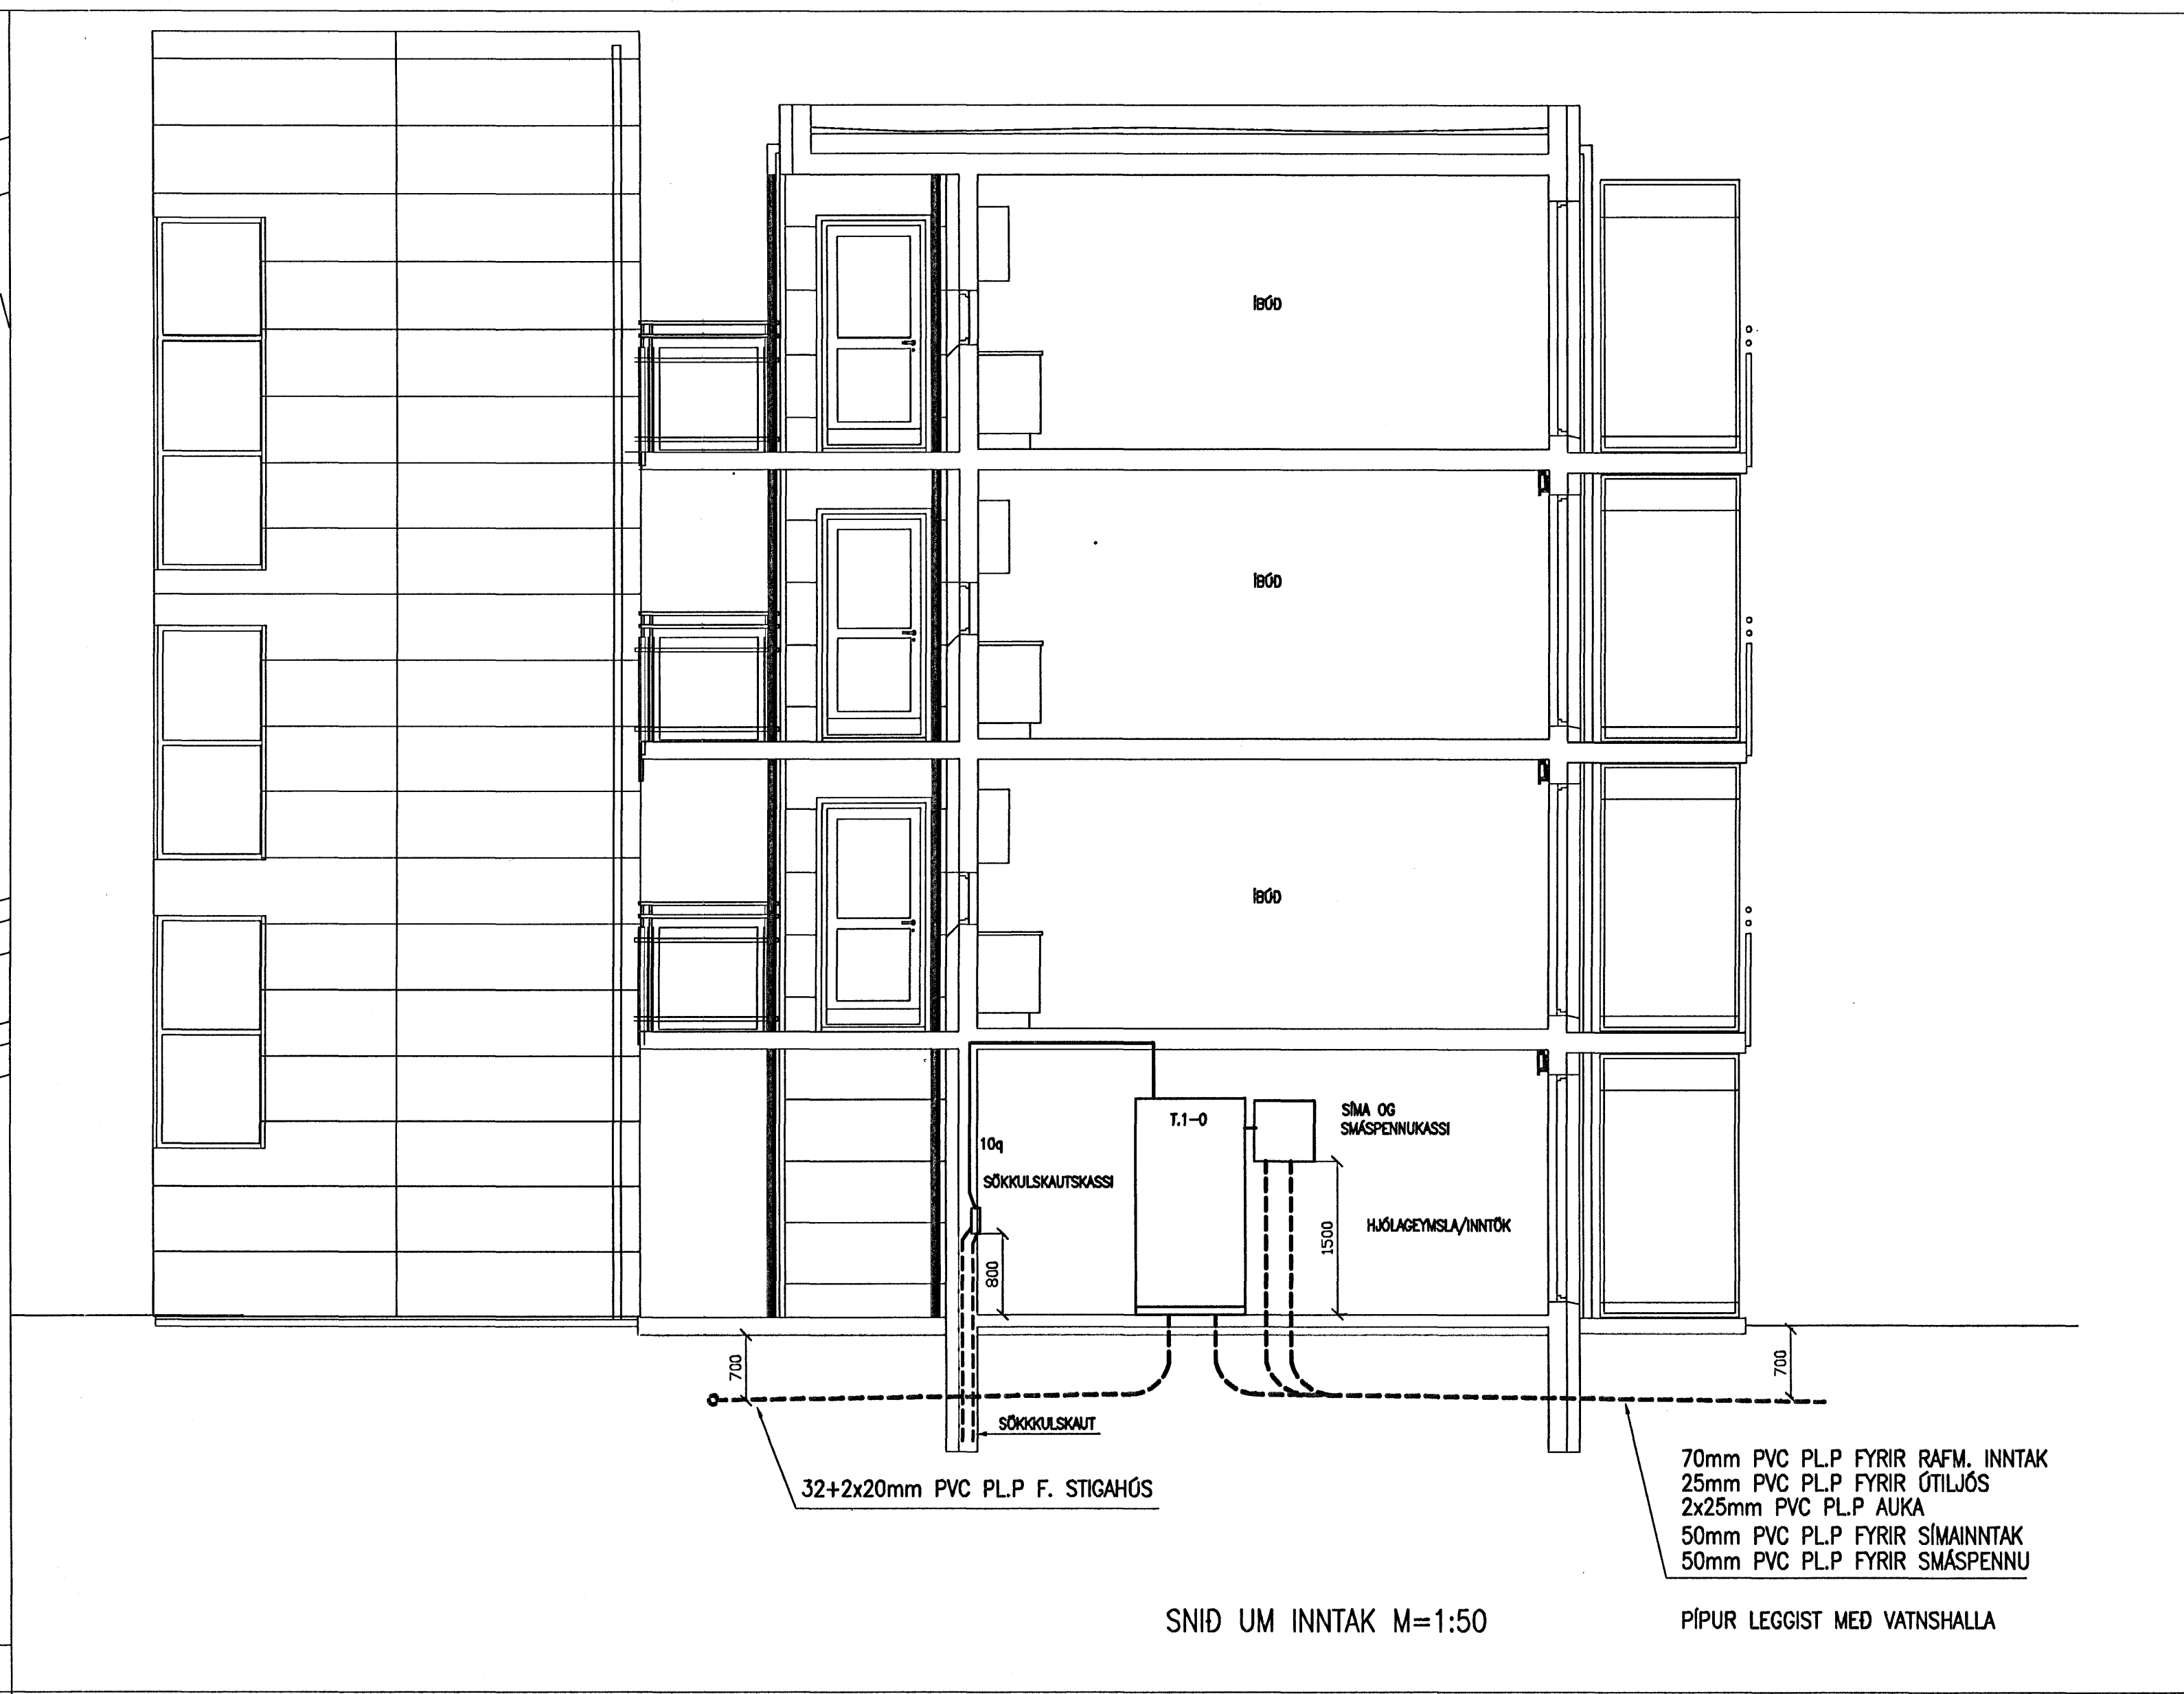 ÍBÚÐ
ÍBÚÐ
ÍBÚÐ
T.1-0
SÍMA OG
SMÁSPENNUKASSI
10q
SÖKKULSKAUTSKASSI
HJÓLAGEYMSLA/INNTÖK
1500
800
700
700
SÖKKKULSKAUT
32+2x20mm PVC PL.P F. STIGAHÚS
70mm PVC PL.P FYRIR RAFM. INNTAK
25mm PVC PL.P FYRIR ÚTILJÓS
2x25mm PVC PL.P AUKA
50mm PVC PL.P FYRIR SÍMAINNTAK
50mm PVC PL.P FYRIR SMÁSPENNU
SNIÐ UM INNTAK M=1:50
PÍPUR LEGGIST MEÐ VATNSHALLA